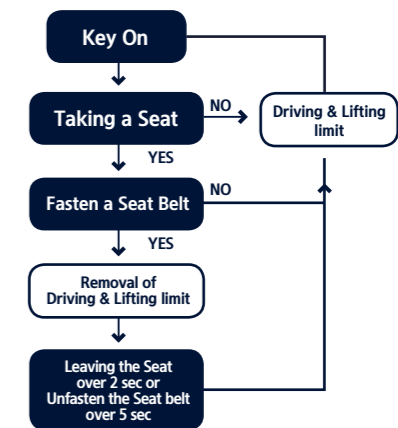 Key On
Taking a Seat
NO
Driving & Lifting
limit
YES
Fasten a Seat Belt
NO
YES
Removal of
Driving & Lifting limit
Leaving the Seat
over 2 sec or
Unfasten the Seat belt
over 5 sec